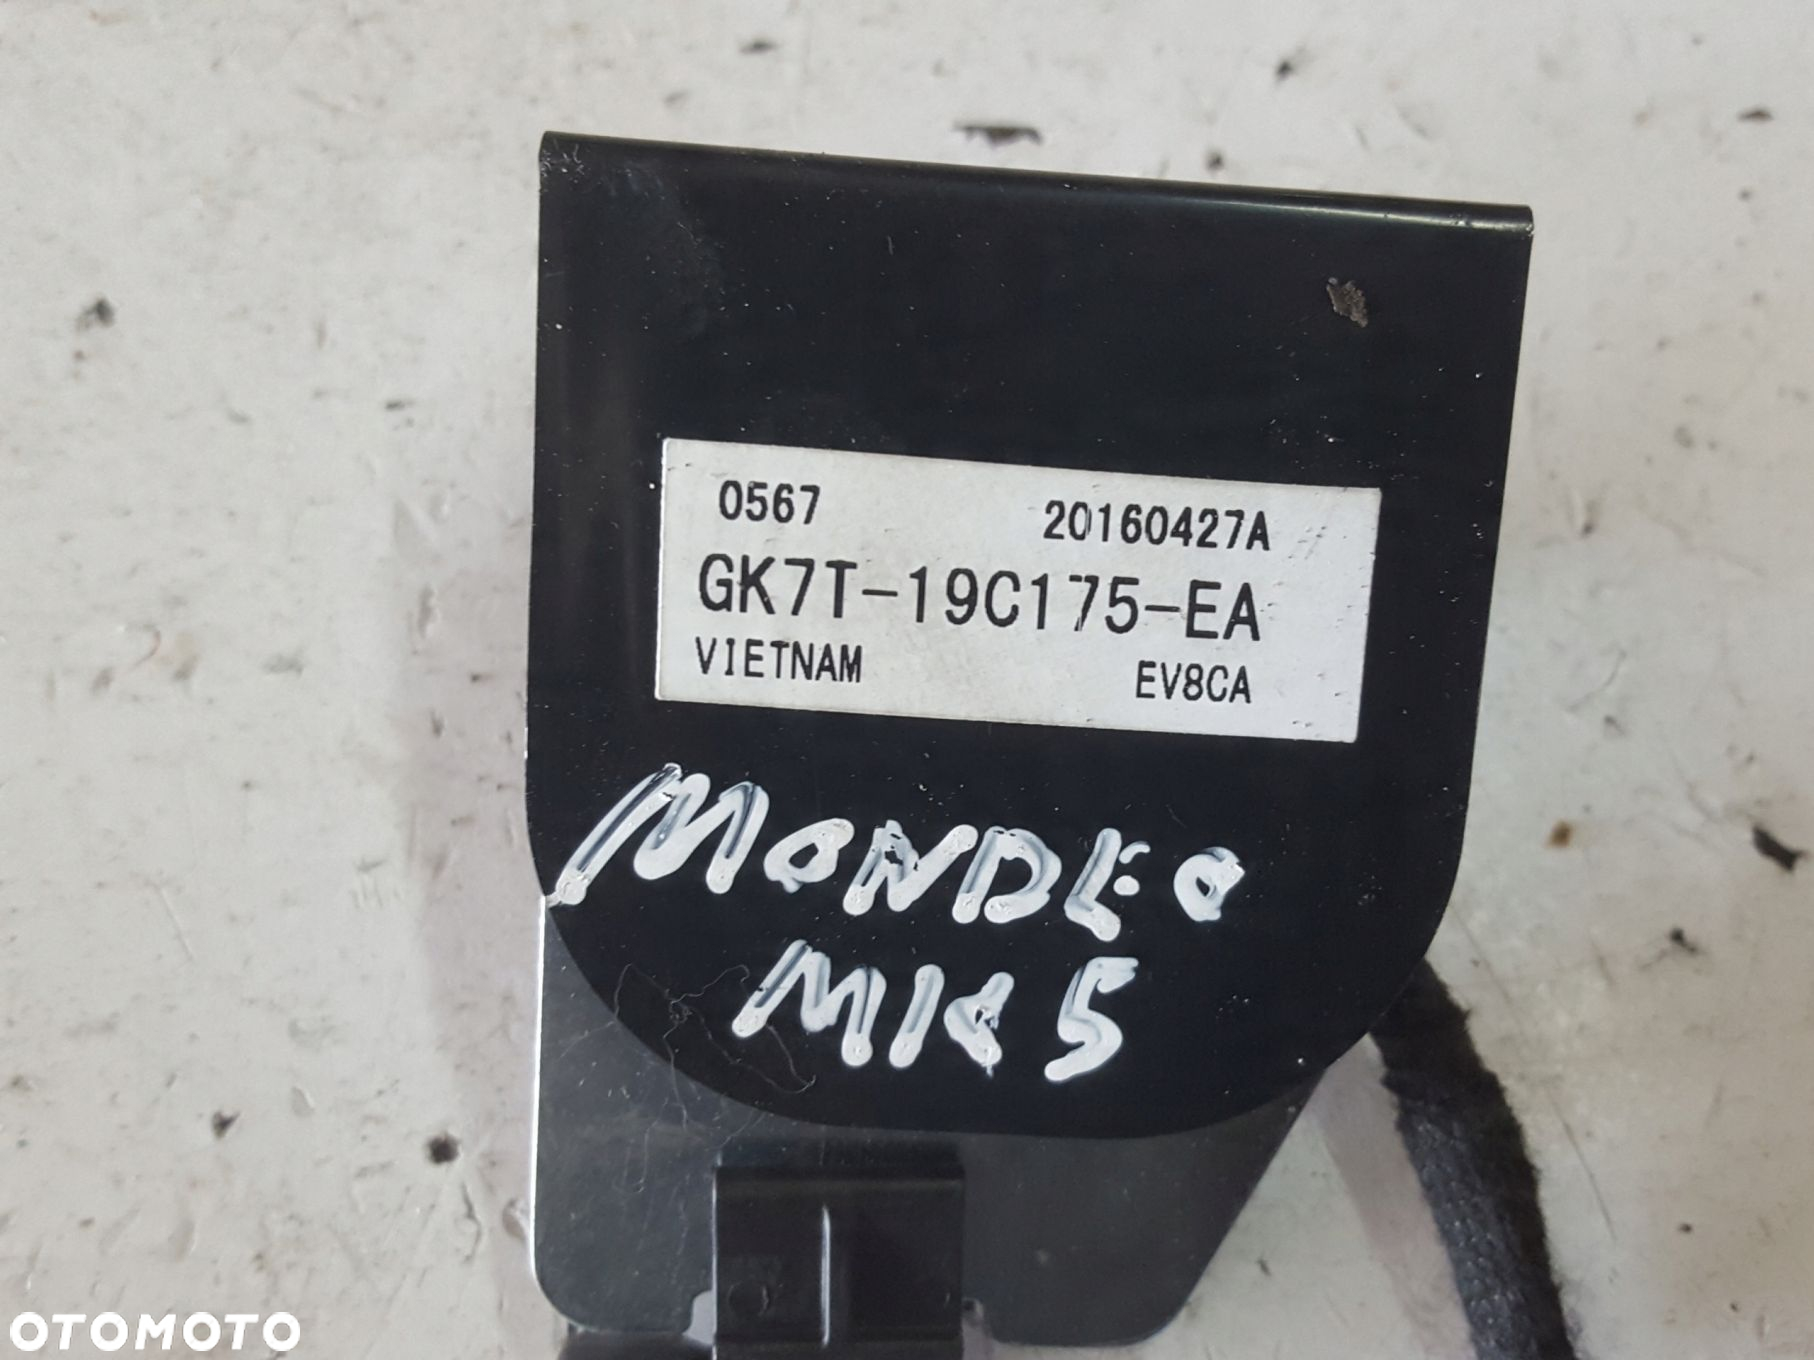 0567 20160427A
GK7T-19C175-EA
VIETNAM EV8CA
MONDEO
MK5
OTOMOTO